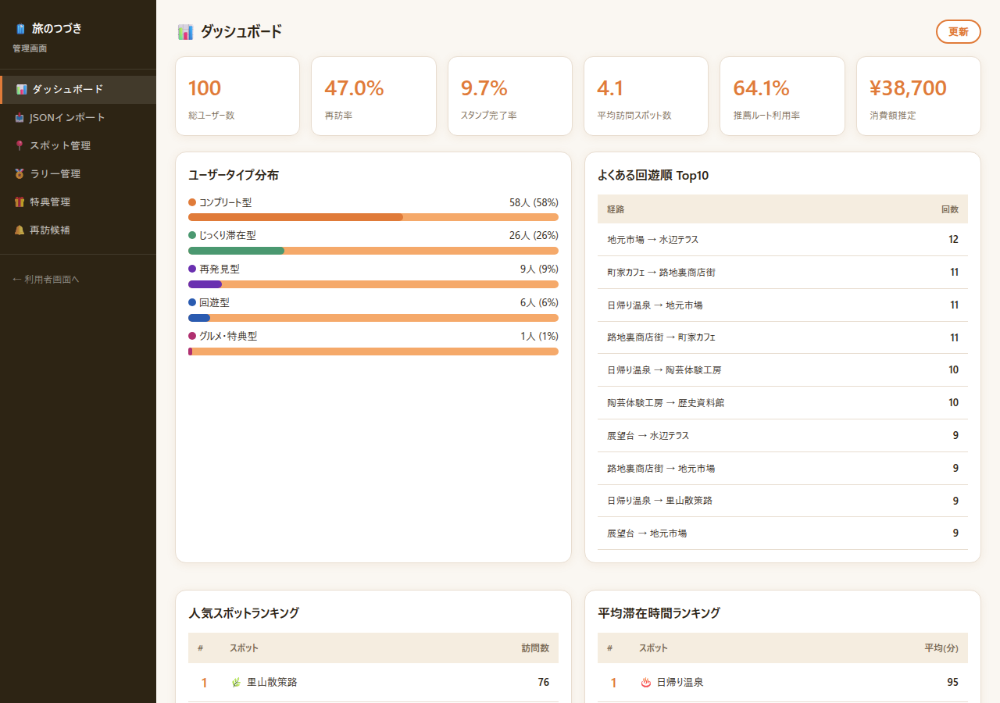 旅のつづき
管理画面
ダッシュボード
JSONインポート
スポット管理
ラリー管理
特典管理
再訪候補
← 利用者画面へ
ダッシュボード
更新
100
総ユーザー数
47.0%
再訪率
9.7%
スタンプ完了率
4.1
平均訪問スポット数
64.1%
推薦ルート利用率
¥38,700
消費額推定
ユーザータイプ分布
コンプリート型 58人 (58%)
じっくり滞在型 26人 (26%)
再発見型 9人 (9%)
回遊型 6人 (6%)
グルメ・特典型 1人 (1%)
よくある回遊順 Top10
経路 回数
地元市場 → 水辺テラス 12
町家カフェ → 路地裏商店街 11
日帰り温泉 → 地元市場 11
路地裏商店街 → 町家カフェ 11
日帰り温泉 → 陶芸体験工房 10
陶芸体験工房 → 歴史資料館 10
展望台 → 水辺テラス 9
路地裏商店街 → 地元市場 9
日帰り温泉 → 里山散策路 9
展望台 → 地元市場 9
人気スポットランキング
# スポット 訪問数
1 里山散策路 76
平均滞在時間ランキング
# スポット 平均(分)
1 日帰り温泉 95